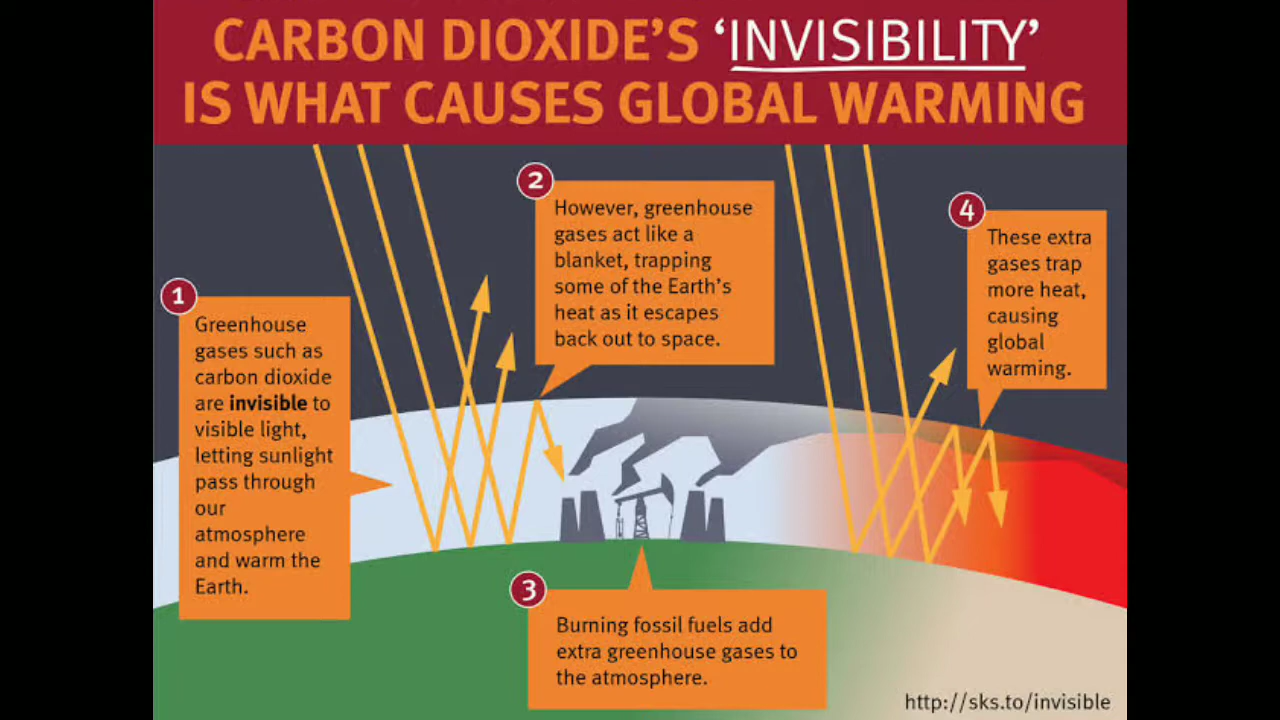 CARBON DIOXIDE'S 'INVISIBILITY'
IS WHAT CAUSES GLOBAL WARMING
1
Greenhouse
gases such as
carbon dioxide
are invisible to
visible light,
letting sunlight
pass through
our
atmosphere
and warm the
Earth.
2
However, greenhouse
gases act like a
blanket, trapping
some of the Earth's
heat as it escapes
back out to space.
3
Burning fossil fuels add
extra greenhouse gases to
the atmosphere.
4
These extra
gases trap
more heat,
causing
global
warming.
http://sks.to/invisible